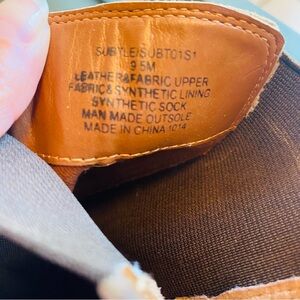 SUBTLE/SUBT01S1
9.5M
LEATHER&FABRIC UPPER
FABRIC&SYNTHETIC LINING
SYNTHETIC SOCK
MAN MADE OUTSOLE
MADE IN CHINA 1014